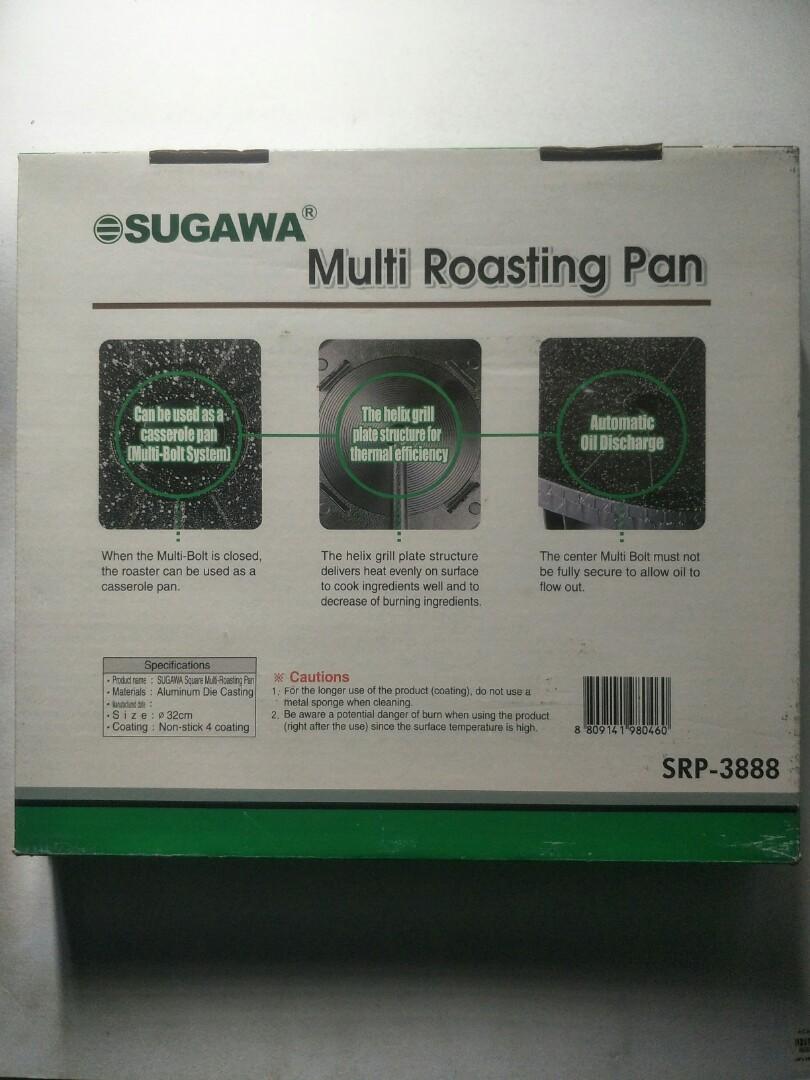 SUGAWA®
Multi Roasting Pan
Can be used as a
casserole pan
[Multi-Bolt System]
The helix grill
plate structure for
thermal efficiency
Automatic
Oil Discharge
When the Multi-Bolt is closed,
the roaster can be used as a
casserole pan.
The helix grill plate structure
delivers heat evenly on surface
to cook ingredients well and to
decrease of burning ingredients.
The center Multi Bolt must not
be fully secure to allow oil to
flow out.
Specifications
· Product name : SUGAWA Square Multi-Roasting Pan
· Materials : Aluminum Die Casting
· Manufactured date :
· Size : ø 32cm
· Coating : Non-stick 4 coating
※ Cautions
1. For the longer use of the product (coating), do not use a
metal sponge when cleaning.
2. Be aware a potential danger of burn when using the product
(right after the use) since the surface temperature is high.
8 809141 980460
SRP-3888